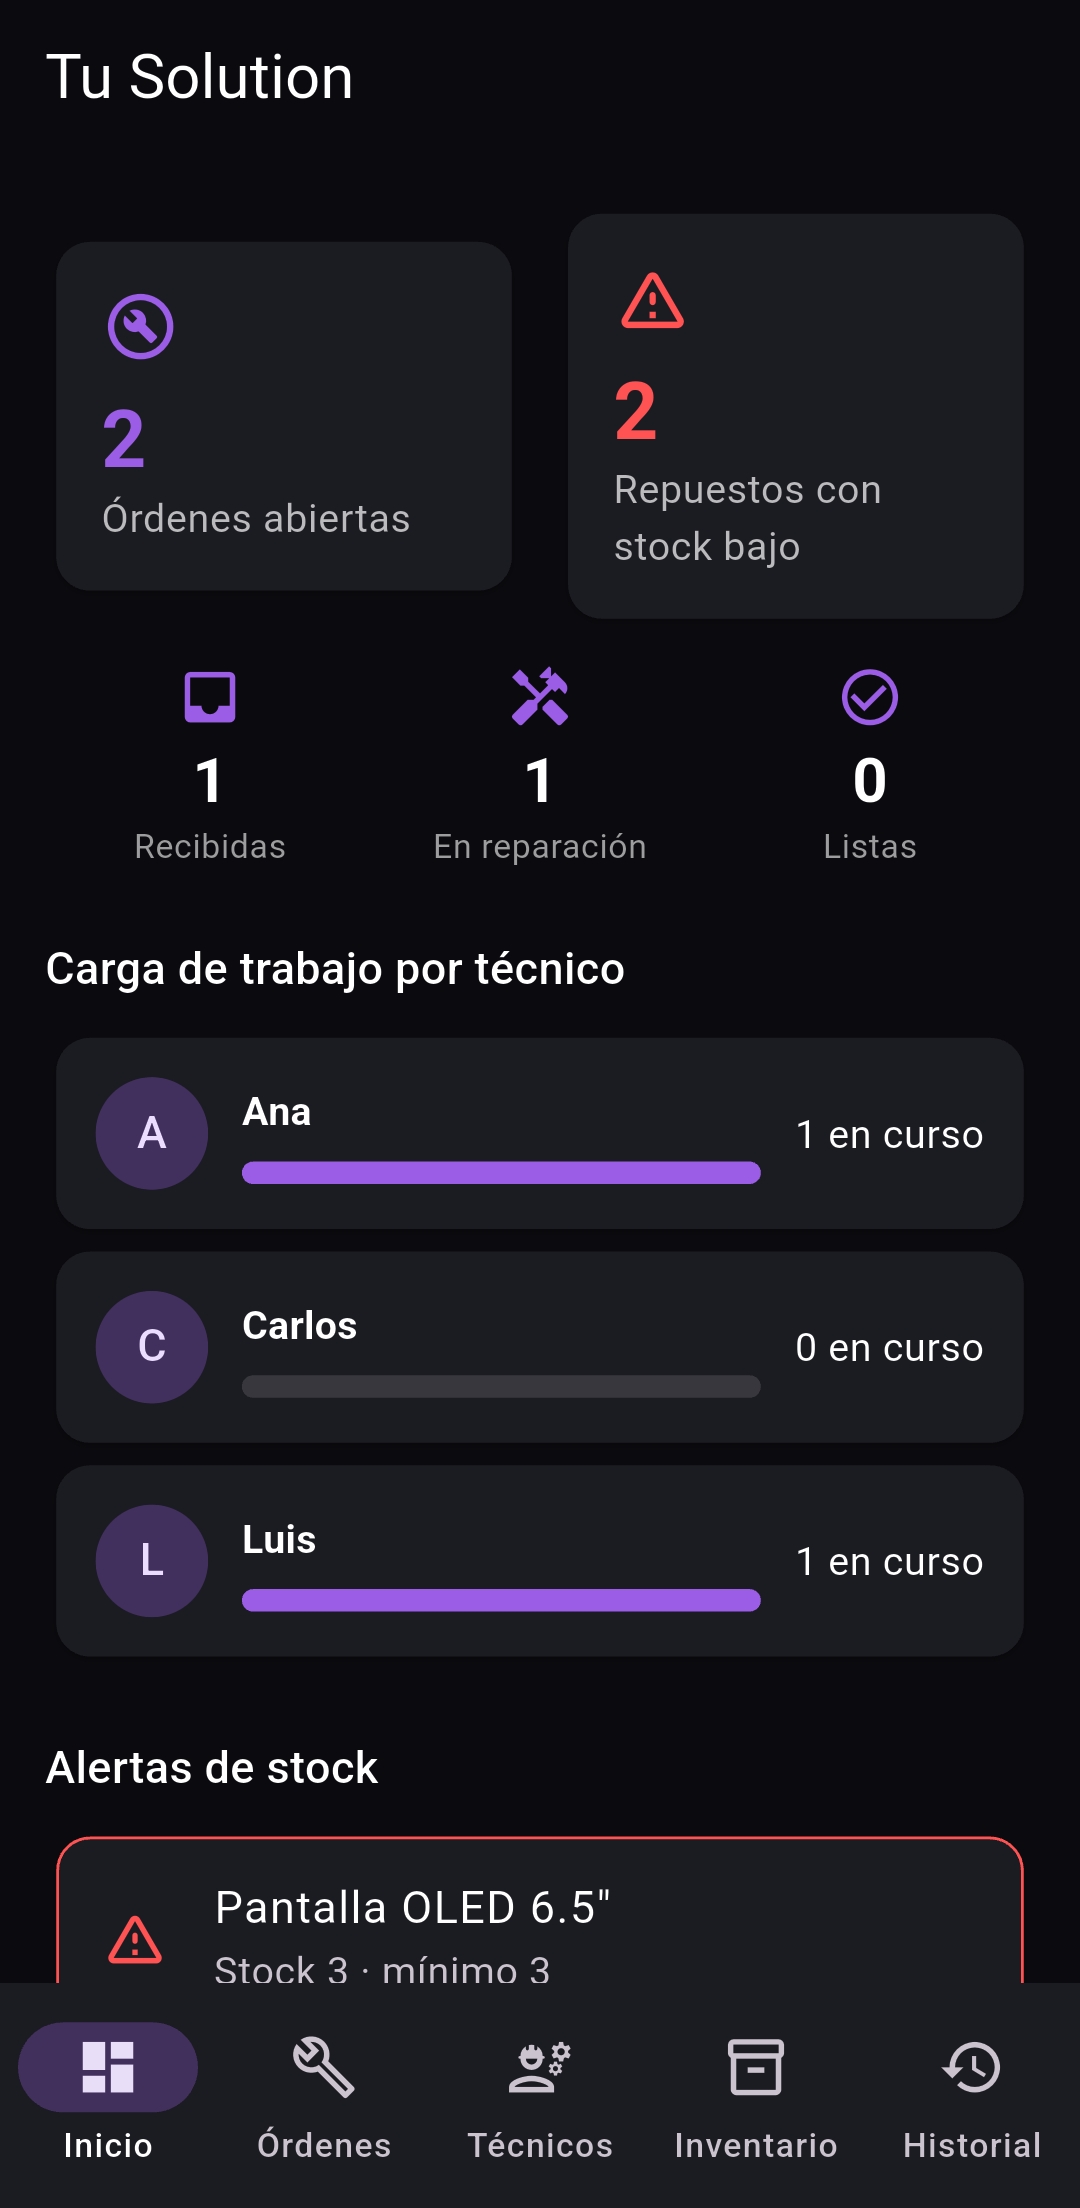 Tu Solution
2
Órdenes abiertas
2
Repuestos con
stock bajo
1
Recibidas
1
En reparación
0
Listas
Carga de trabajo por técnico
A
Ana
1 en curso
C
Carlos
0 en curso
L
Luis
1 en curso
Alertas de stock
Pantalla OLED 6.5"
Stock 3 · mínimo 3
Inicio
Órdenes
Técnicos
Inventario
Historial